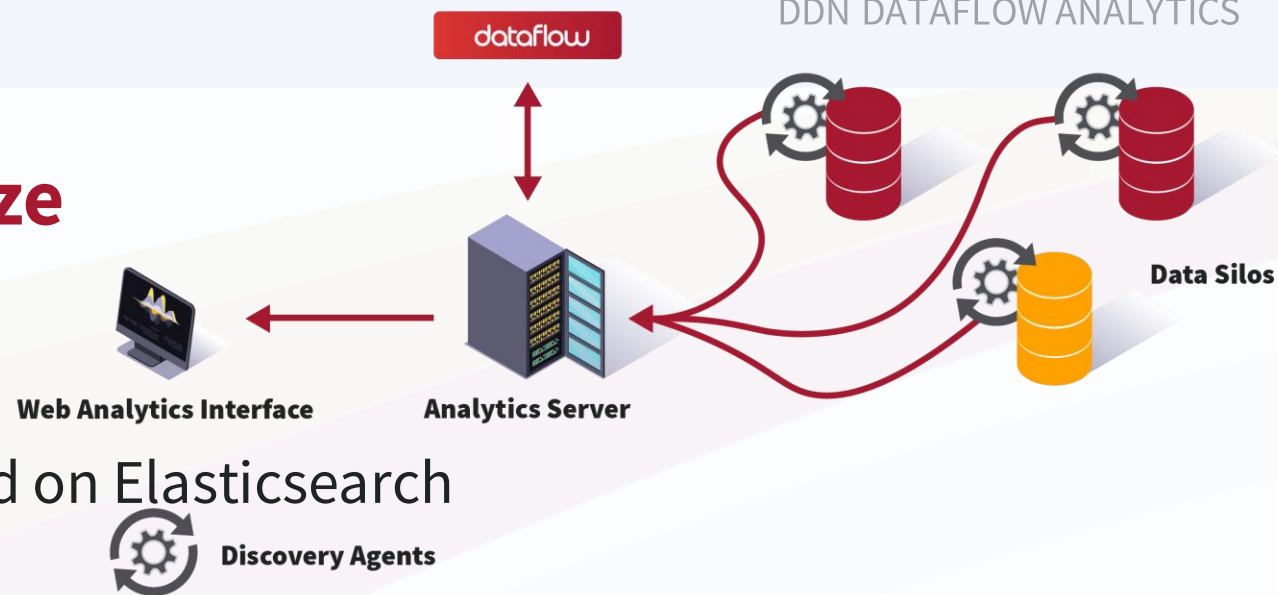 DDN DATAFLOW ANALYTICS
dataflow
ze
Data Silos
Web Analytics Interface
Analytics Server
d on Elasticsearch
Discovery Agents